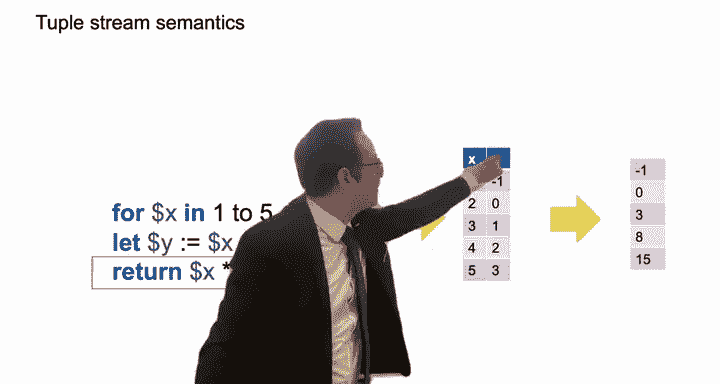 Tuple stream semantics
for $x in 1 to 5
let $y := $x
return $x *
x
-1
2 0
3 1
4 2
5 3
-1
0
3
8
15